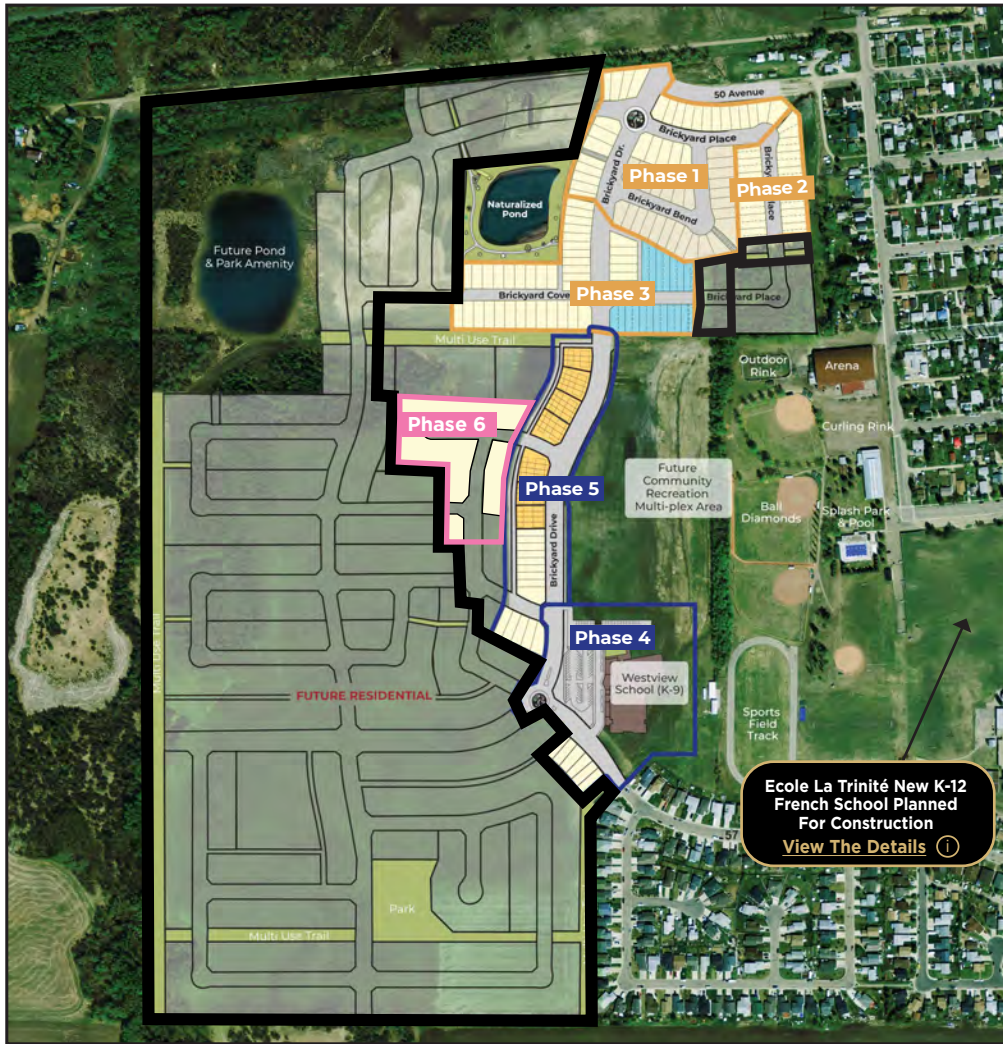 50 Avenue
Brickyard Place
Brickyard Dr.
Phase 1
Phase 2
Brickyard Bend
Naturalized
Pond
Future Pond
& Park Amenity
Brickyard Cove
Phase 3
Brickyard Place
Multi Use Trail
Outdoor
Rink
Arena
Phase 6
Curling Rink
Phase 5
Future
Community
Recreation
Multi-plex Area
Ball
Diamonds
Splash Park
& Pool
Brickyard Drive
Phase 4
Multi Use Trail
FUTURE RESIDENTIAL
Westview
School (K-9)
Sports
Field
Track
Ecole La Trinité New K-12
French School Planned
For Construction
View The Details i
57
Park
Multi Use Trail